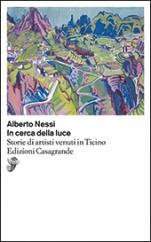 Alberto Nessi
In cerca della luce
Storie di artisti venuti in Ticino
Edizioni Casagrande